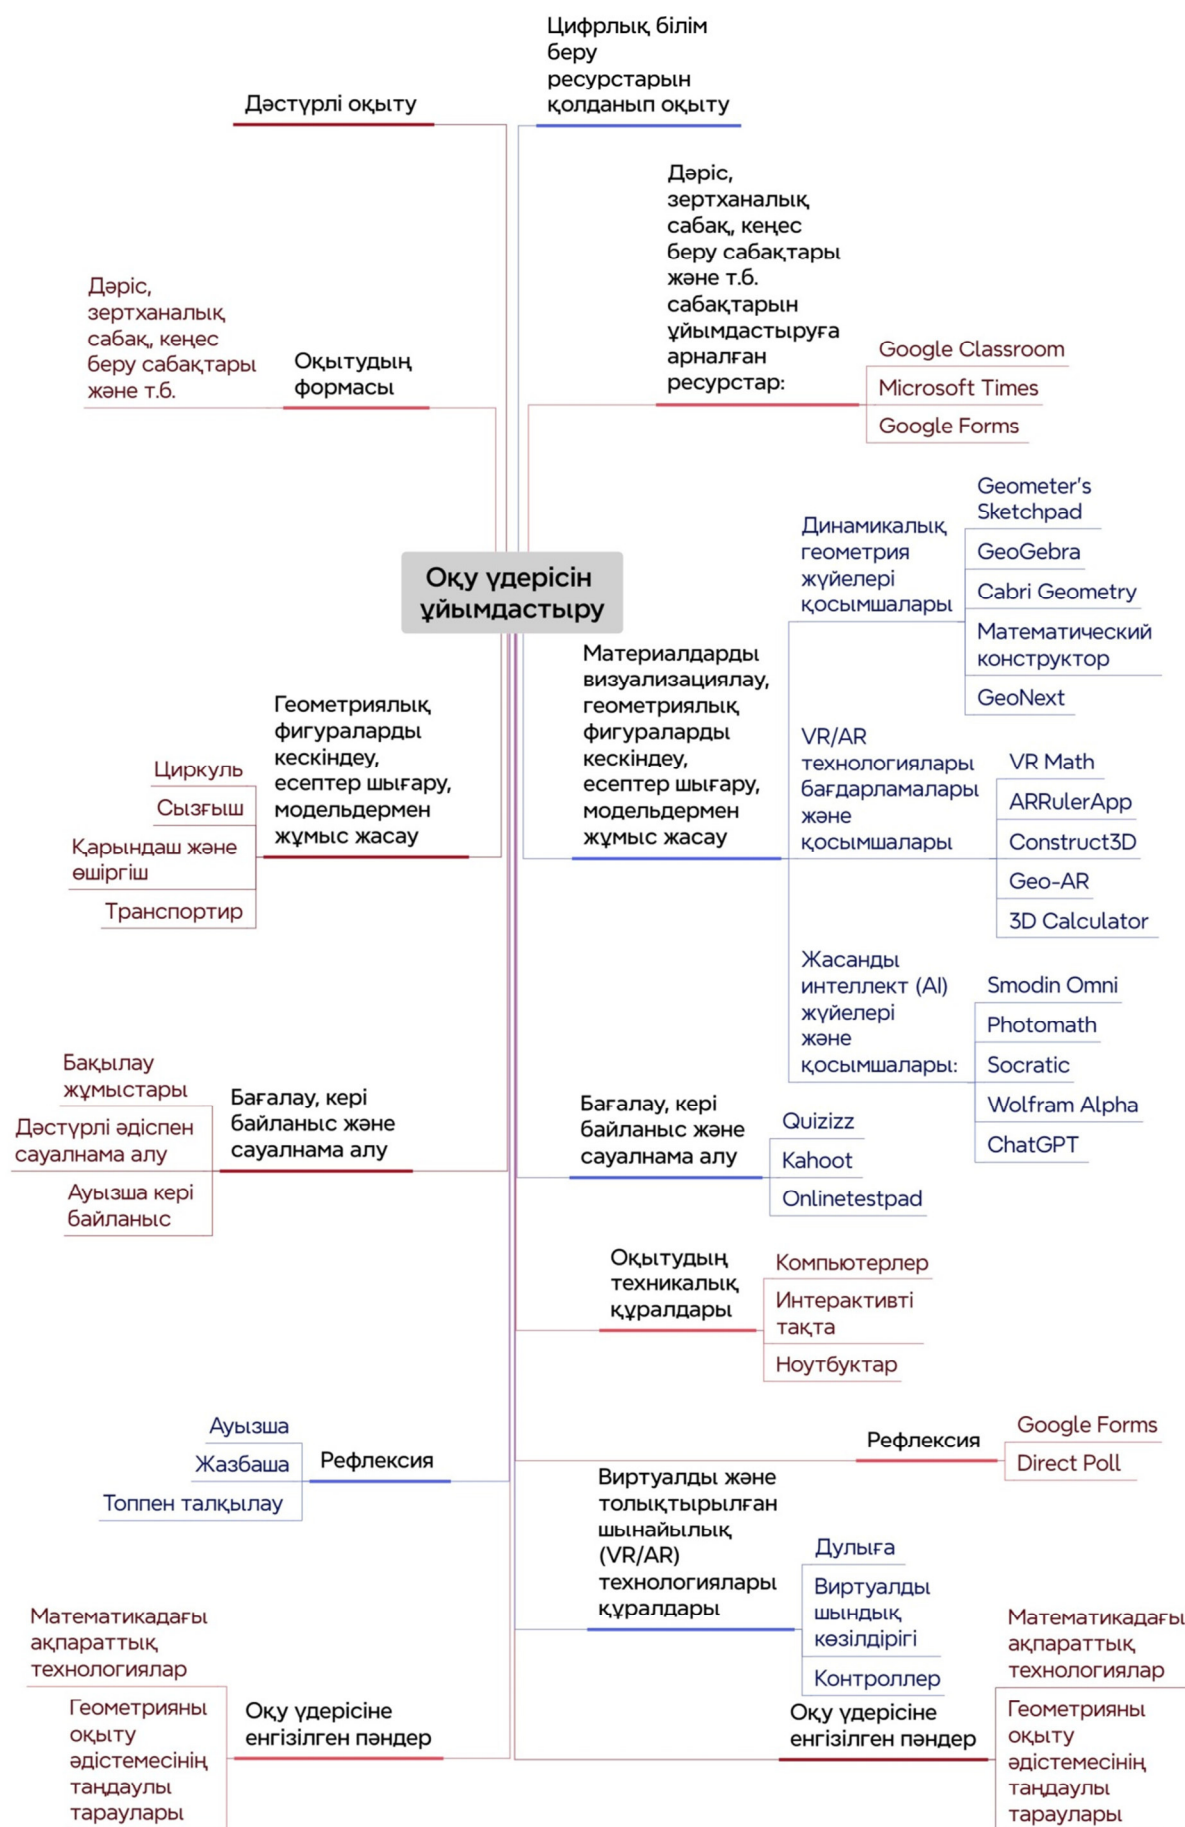 Цифрлық білім
беру
ресурстарын
қолданып оқыту
Дәстүрлі оқыту
Дәріс,
зертханалық
сабақ, кеңес
беру сабақтары
және т.б.
сабақтарын
ұйымдастыруға
арналған
ресурстар:
Google Classroom
Microsoft Times
Google Forms
Дәріс,
зертханалық
сабақ, кеңес
беру сабақтары
және т.б.
Оқытудың
формасы
Оқу үдерісін
ұйымдастыру
Динамикалық
геометрия
жүйелері
қосымшалары
Geometer's
Sketchpad
GeoGebra
Cabri Geometry
Математический
конструктор
GeoNext
Материалдарды
визуализациялау,
геометриялық
фигураларды
кескіндеу,
есептер шығару,
модельдермен
жұмыс жасау
VR/AR
технологиялары
бағдарламалары
және
қосымшалары
VR Math
ARRulerApp
Construct3D
Geo-AR
3D Calculator
Геометриялық
фигураларды
кескіндеу,
есептер шығару,
модельдермен
жұмыс жасау
Циркуль
Сызғыш
Қарындаш және
өшіргіш
Транспортир
Жасанды
интеллект (AI)
жүйелері
және
қосымшалары:
Smodin Omni
Photomath
Socratic
Wolfram Alpha
ChatGPT
Бақылау
жұмыстары
Дәстүрлі әдіспен
сауалнама алу
Ауызша кері
байланыс
Бағалау, кері
байланыс және
сауалнама алу
Бағалау, кері
байланыс және
сауалнама алу
Quizizz
Kahoot
Onlinetestpad
Оқытудың
техникалық
құралдары
Компьютерлер
Интерактивті
тақта
Ноутбуктар
Ауызша
Жазбаша
Топпен талқылау
Рефлексия
Рефлексия
Google Forms
Direct Poll
Виртуалды және
толықтырылған
шынайылық
(VR/AR)
технологиялары
құралдары
Дулыға
Виртуалды
шындық
көзілдірігі
Контроллер
Математикадағы
ақпараттық
технологиялар
Геометрияны
оқыту
әдістемесінің
таңдаулы
тараулары
Оқу үдерісіне
енгізілген пәндер
Оқу үдерісіне
енгізілген пәндер
Математикадағы
ақпараттық
технологиялар
Геометрияны
оқыту
әдістемесінің
таңдаулы
тараулары